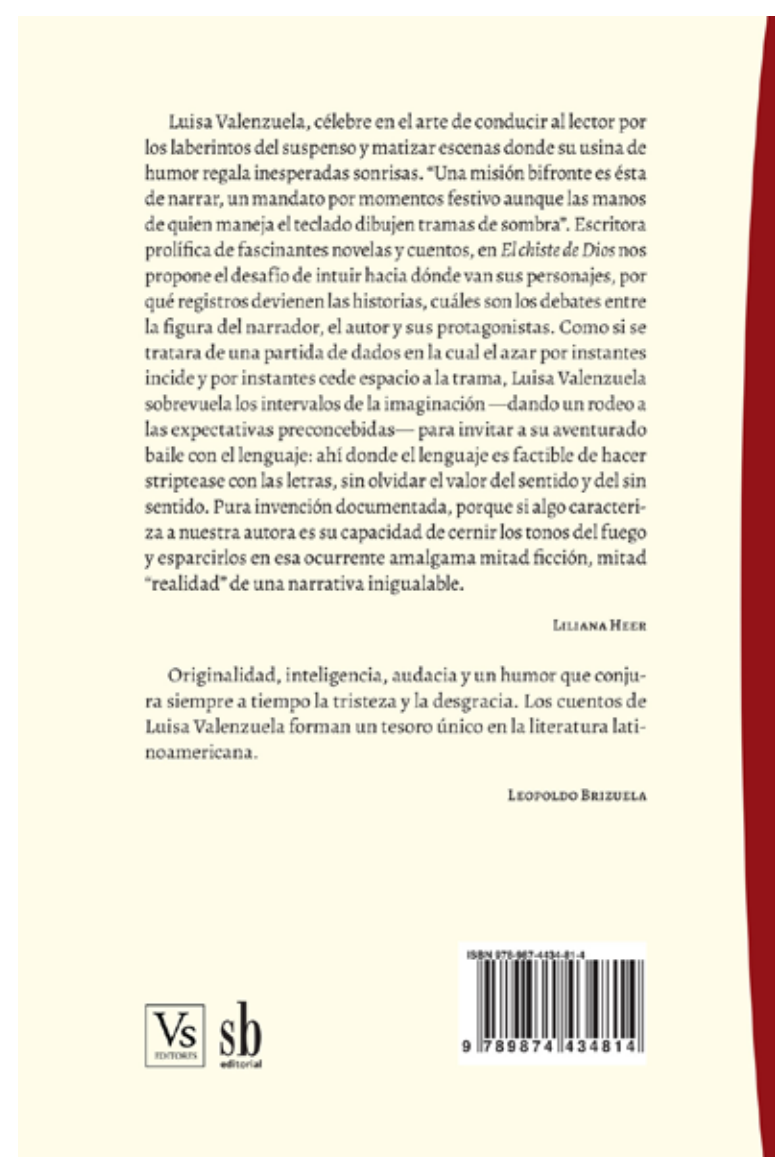 Luisa Valenzuela, célebre en el arte de conducir al lector por
los laberintos del suspenso y matizar escenas donde su usina de
humor regala inesperadas sonrisas. “Una misión bifronte es ésta
de narrar, un mandato por momentos festivo aunque las manos
de quien maneja el teclado dibujen tramas de sombra”. Escritora
prolífica de fascinantes novelas y cuentos, en El chiste de Dios nos
propone el desafío de intuir hacia dónde van sus personajes, por
qué registros devienen las historias, cuáles son los debates entre
la figura del narrador, el autor y sus protagonistas. Como si se
tratara de una partida de dados en la cual el azar por instantes
incide y por instantes cede espacio a la trama, Luisa Valenzuela
sobrevuela los intervalos de la imaginación —dando un rodeo a
las expectativas preconcebidas— para invitar a su aventurado
baile con el lenguaje: ahí donde el lenguaje es factible de hacer
striptease con las letras, sin olvidar el valor del sentido y del sin
sentido. Pura invención documentada, porque si algo caracteri-
za a nuestra autora es su capacidad de cernir los tonos del fuego
y esparcirlos en esa ocurrente amalgama mitad ficción, mitad
“realidad” de una narrativa inigualable.
Liliana Heer
Originalidad, inteligencia, audacia y un humor que conju-
ra siempre a tiempo la tristeza y la desgracia. Los cuentos de
Luisa Valenzuela forman un tesoro único en la literatura lati-
noamericana.
Leopoldo Brizuela
ISBN 978-987-4434-81-4
9 789874 434814
Vs
EDITORES
sb
editorial